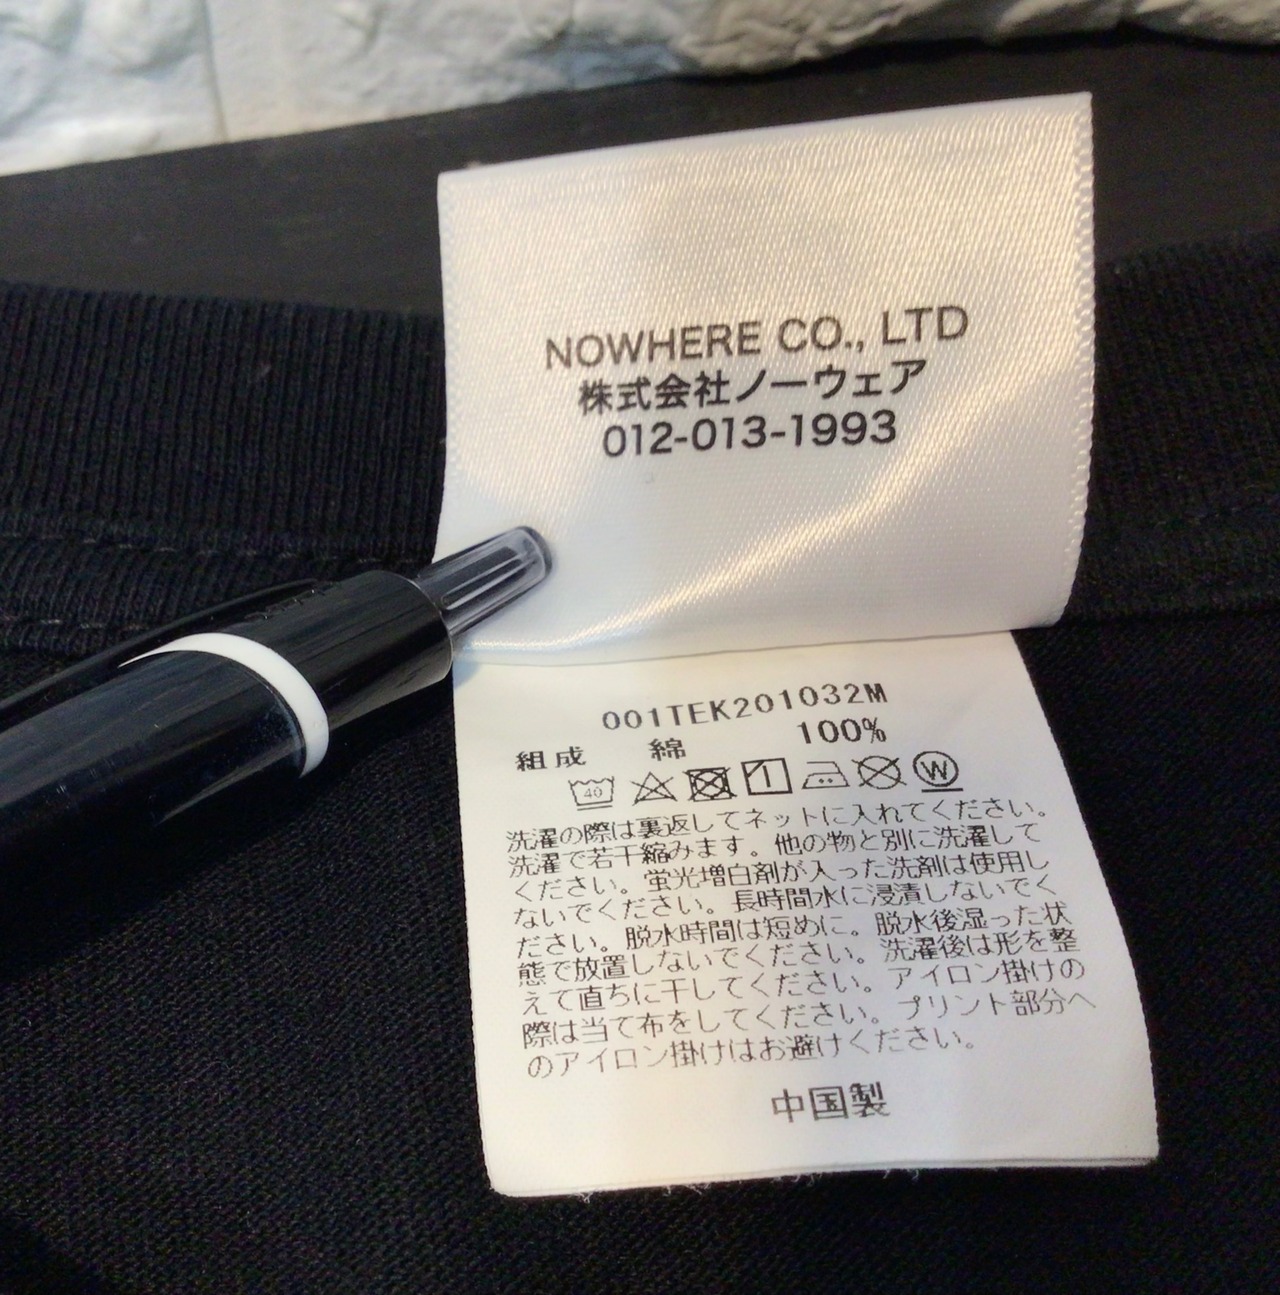 NOWHERE CO., LTD
株式会社ノーウェア
012-013-1993
001TEK201032M
組成 綿 100%
40
W
洗濯の際は裏返してネットに入れてください。
洗濯で若干縮みます。他の物と別に洗濯して
ください。蛍光増白剤が入った洗剤は使用し
ないでください。長時間水に浸漬しないでく
ださい。脱水時間は短めに。脱水後湿った状
態で放置しないでください。洗濯後は形を整
えて直ちに干してください。アイロン掛けの
際は当て布をしてください。プリント部分へ
のアイロン掛けはお避けください。
中国製